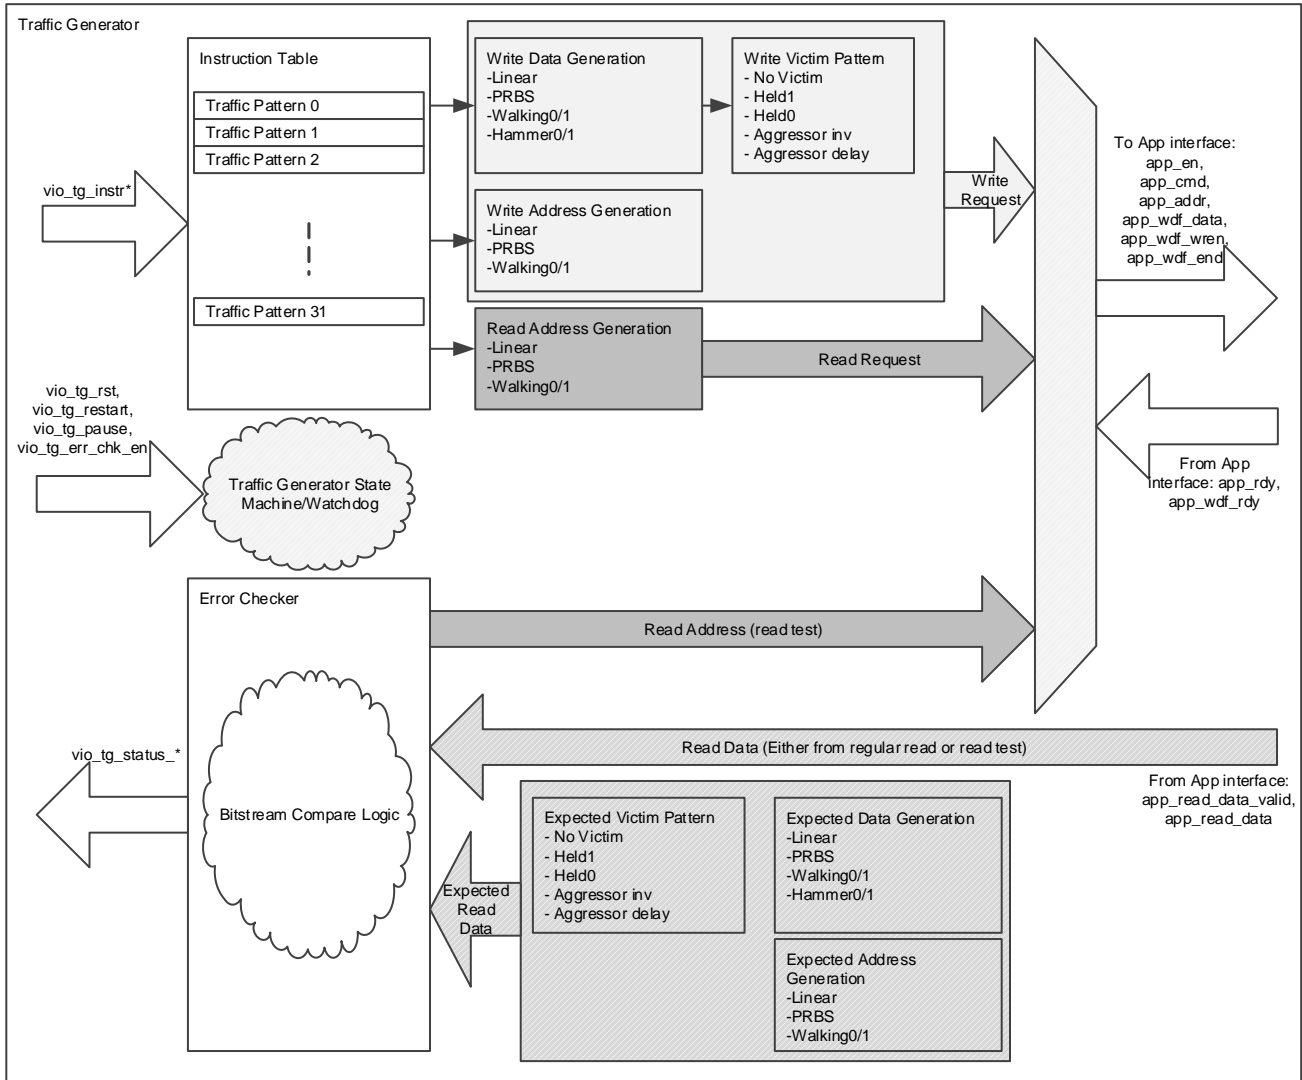 Traffic Generator
Instruction Table
Traffic Pattern 0
Traffic Pattern 1
Traffic Pattern 2
Traffic Pattern 31
vio_tg_instr*
Write Data Generation
-Linear
-PRBS
-Walking0/1
-Hammer0/1
Write Victim Pattern
- No Victim
- Held1
- Held0
- Aggressor inv
- Aggressor delay
Write Address Generation
-Linear
-PRBS
-Walking0/1
Write
Request
To App interface:
app_en,
app_cmd,
app_addr,
app_wdf_data,
app_wdf_wren,
app_wdf_end
Read Address Generation
-Linear
-PRBS
-Walking0/1
Read Request
vio_tg_rst,
vio_tg_restart,
vio_tg_pause,
vio_tg_err_chk_en
Traffic Generator State
Machine/Watchdog
From App
interface: app_rdy,
app_wdf_rdy
Error Checker
Read Address (read test)
Bitstream Compare Logic
vio_tg_status_*
Read Data (Either from regular read or read test)
From App interface:
app_read_data_valid,
app_read_data
Expected
Read
Data
Expected Victim Pattern
- No Victim
- Held1
- Held0
- Aggressor inv
- Aggressor delay
Expected Data Generation
-Linear
-PRBS
-Walking0/1
-Hammer0/1
Expected Address
Generation
-Linear
-PRBS
-Walking0/1